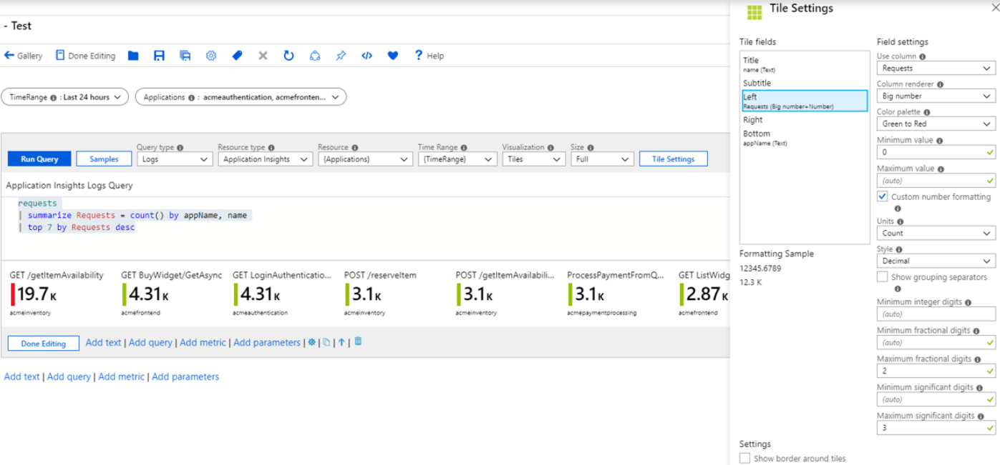 - Test
Gallery Done Editing Help
TimeRange : Last 24 hours Applications : acmeauthentication, acmefronten...
Query type Resource type Resource Time Range Visualization Size
Run Query Samples Logs Application Insights {Applications} {TimeRange} Tiles Full Tile Settings
Application Insights Logs Query
requests
| summarize Requests = count() by appName, name
| top 7 by Requests desc
GET /getItemAvailability GET BuyWidget/GetAsync GET LoginAuthenticatio... POST /reserveItem POST /getItemAvailabili... ProcessPaymentFromQ... GET ListWidg
19.7K 4.31K 4.31K 3.1K 3.1K 3.1K 2.87K
acmeinventory acmefrontend acmeauthentication acmeinventory acmeinventory acmepaymentprocessing acmefrontend
Done Editing Add text | Add query | Add metric | Add parameters | | | |
Add text | Add query | Add metric | Add parameters
Tile Settings
Tile fields
Title
name (Text)
Subtitle
Left
Requests (Big number+Number)
Right
Bottom
appName (Text)
Formatting Sample
12345.6789
12.3 K
Field settings
Use column
Requests
Column renderer
Big number
Color palette
Green to Red
Minimum value
0
Maximum value
(auto)
Custom number formatting
Units
Count
Style
Decimal
Show grouping separators
Minimum integer digits
(auto)
Minimum fractional digits
(auto)
Maximum fractional digits
2
Minimum significant digits
(auto)
Maximum significant digits
3
Settings
Show border around tiles